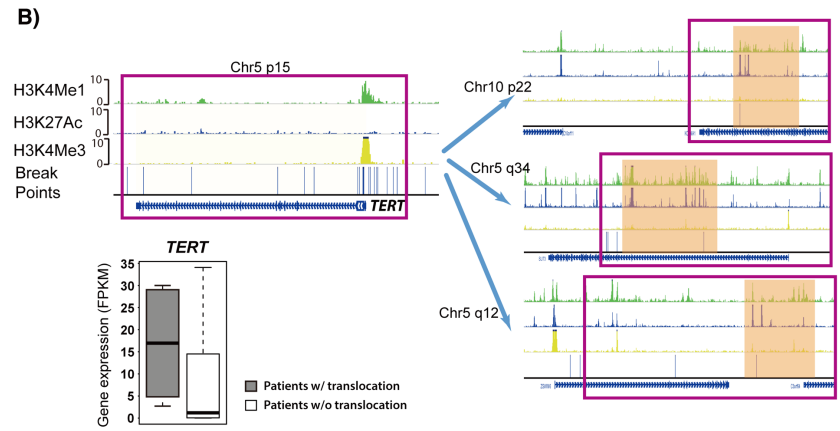 B)
Chr5 p15
H3K4Me1
10
0
H3K27Ac
10
0
H3K4Me3
10
0
Break
Points
TERT
Chr10 p22
Chr5 q34
Chr5 q12
TERT
Gene expression (FPKM)
35
30
25
20
15
10
5
0
Patients w/ translocation
Patients w/o translocation